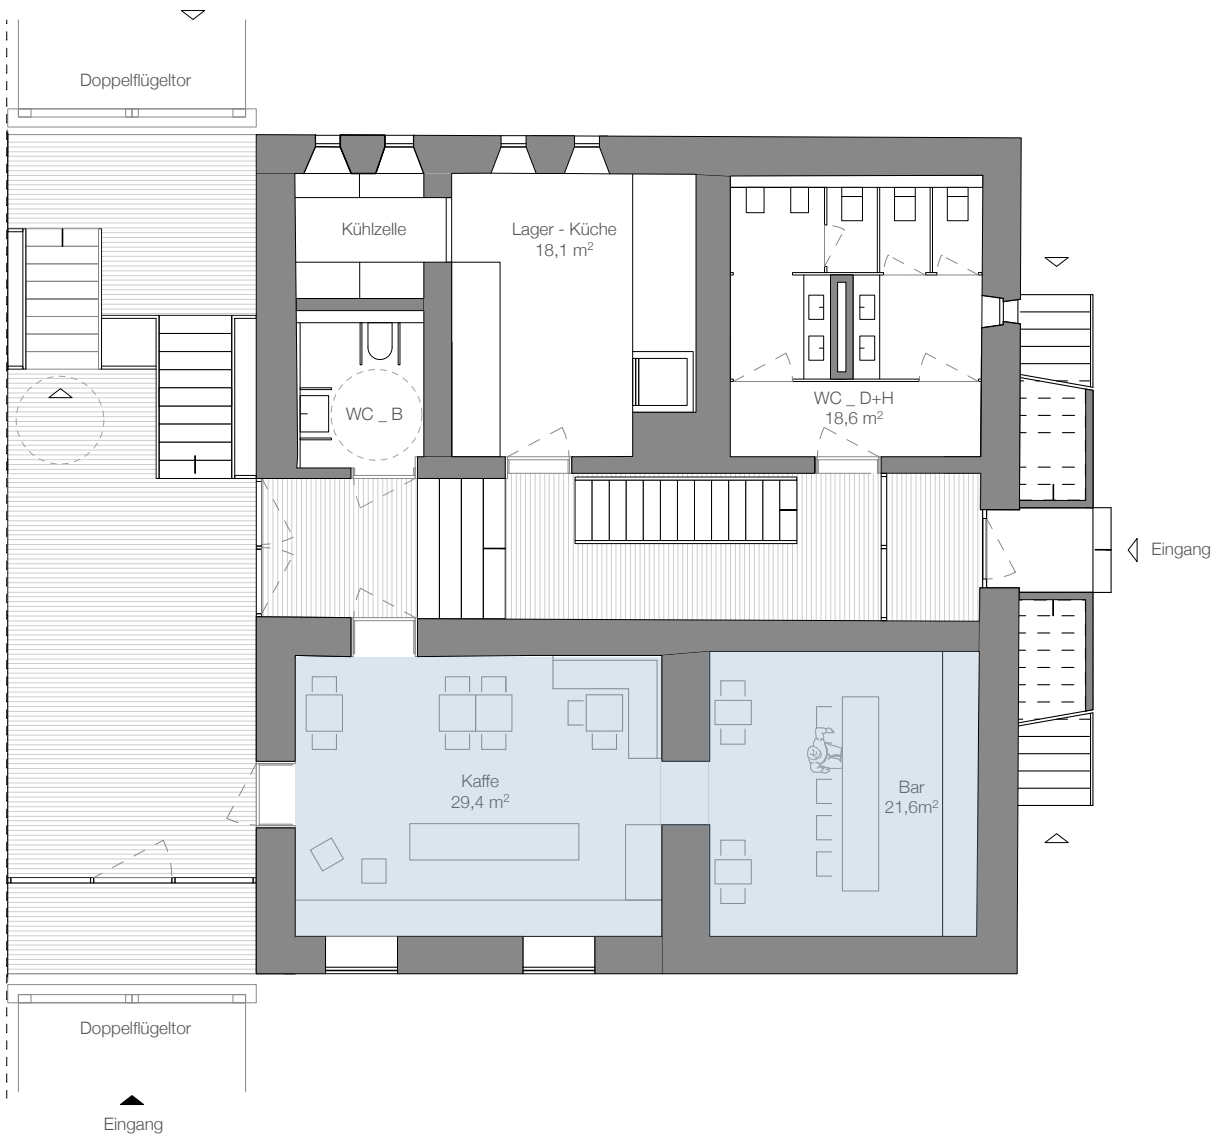 Doppelflügeltor
Kühlzelle
Lager - Küche
18,1 m²
WC _ B
WC _ D+H
18,6 m²
Eingang
Kaffe
29,4 m²
Bar
21,6m²
Doppelflügeltor
Eingang